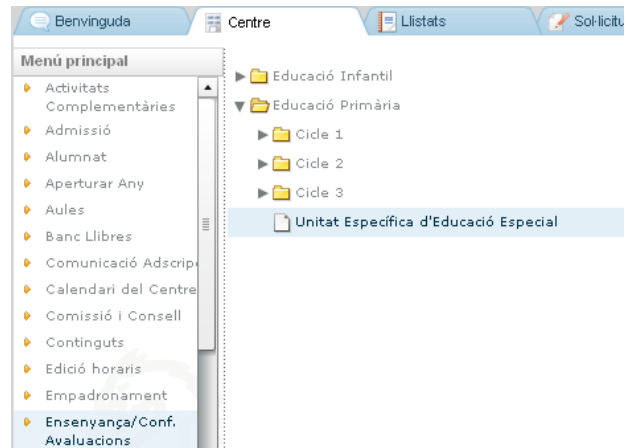 Benvinguda
Centre
Llistats
Sol·licitu
Menú principal
Activitats
Complementàries
Admissió
Alumnat
Aperturar Any
Aules
Banc Llibres
Comunicació Adscrip
Calendari del Centre
Comissió i Consell
Continguts
Edició horaris
Empadronament
Ensenyança/Conf.
Avaluacions
Educació Infantil
Educació Primària
Cicle 1
Cicle 2
Cicle 3
Unitat Específica d'Educació Especial